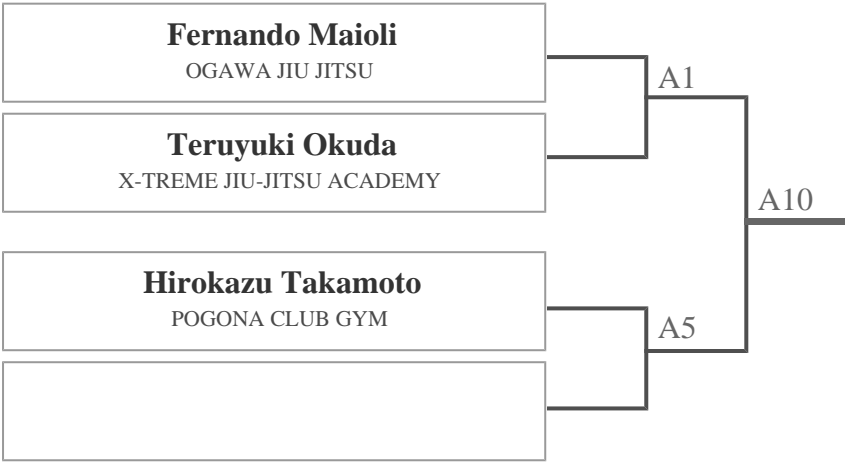 Fernando Maioli
OGAWA JIU JITSU
A1
Teruyuki Okuda
X-TREME JIU-JITSU ACADEMY
A10
Hirokazu Takamoto
POGONA CLUB GYM
A5